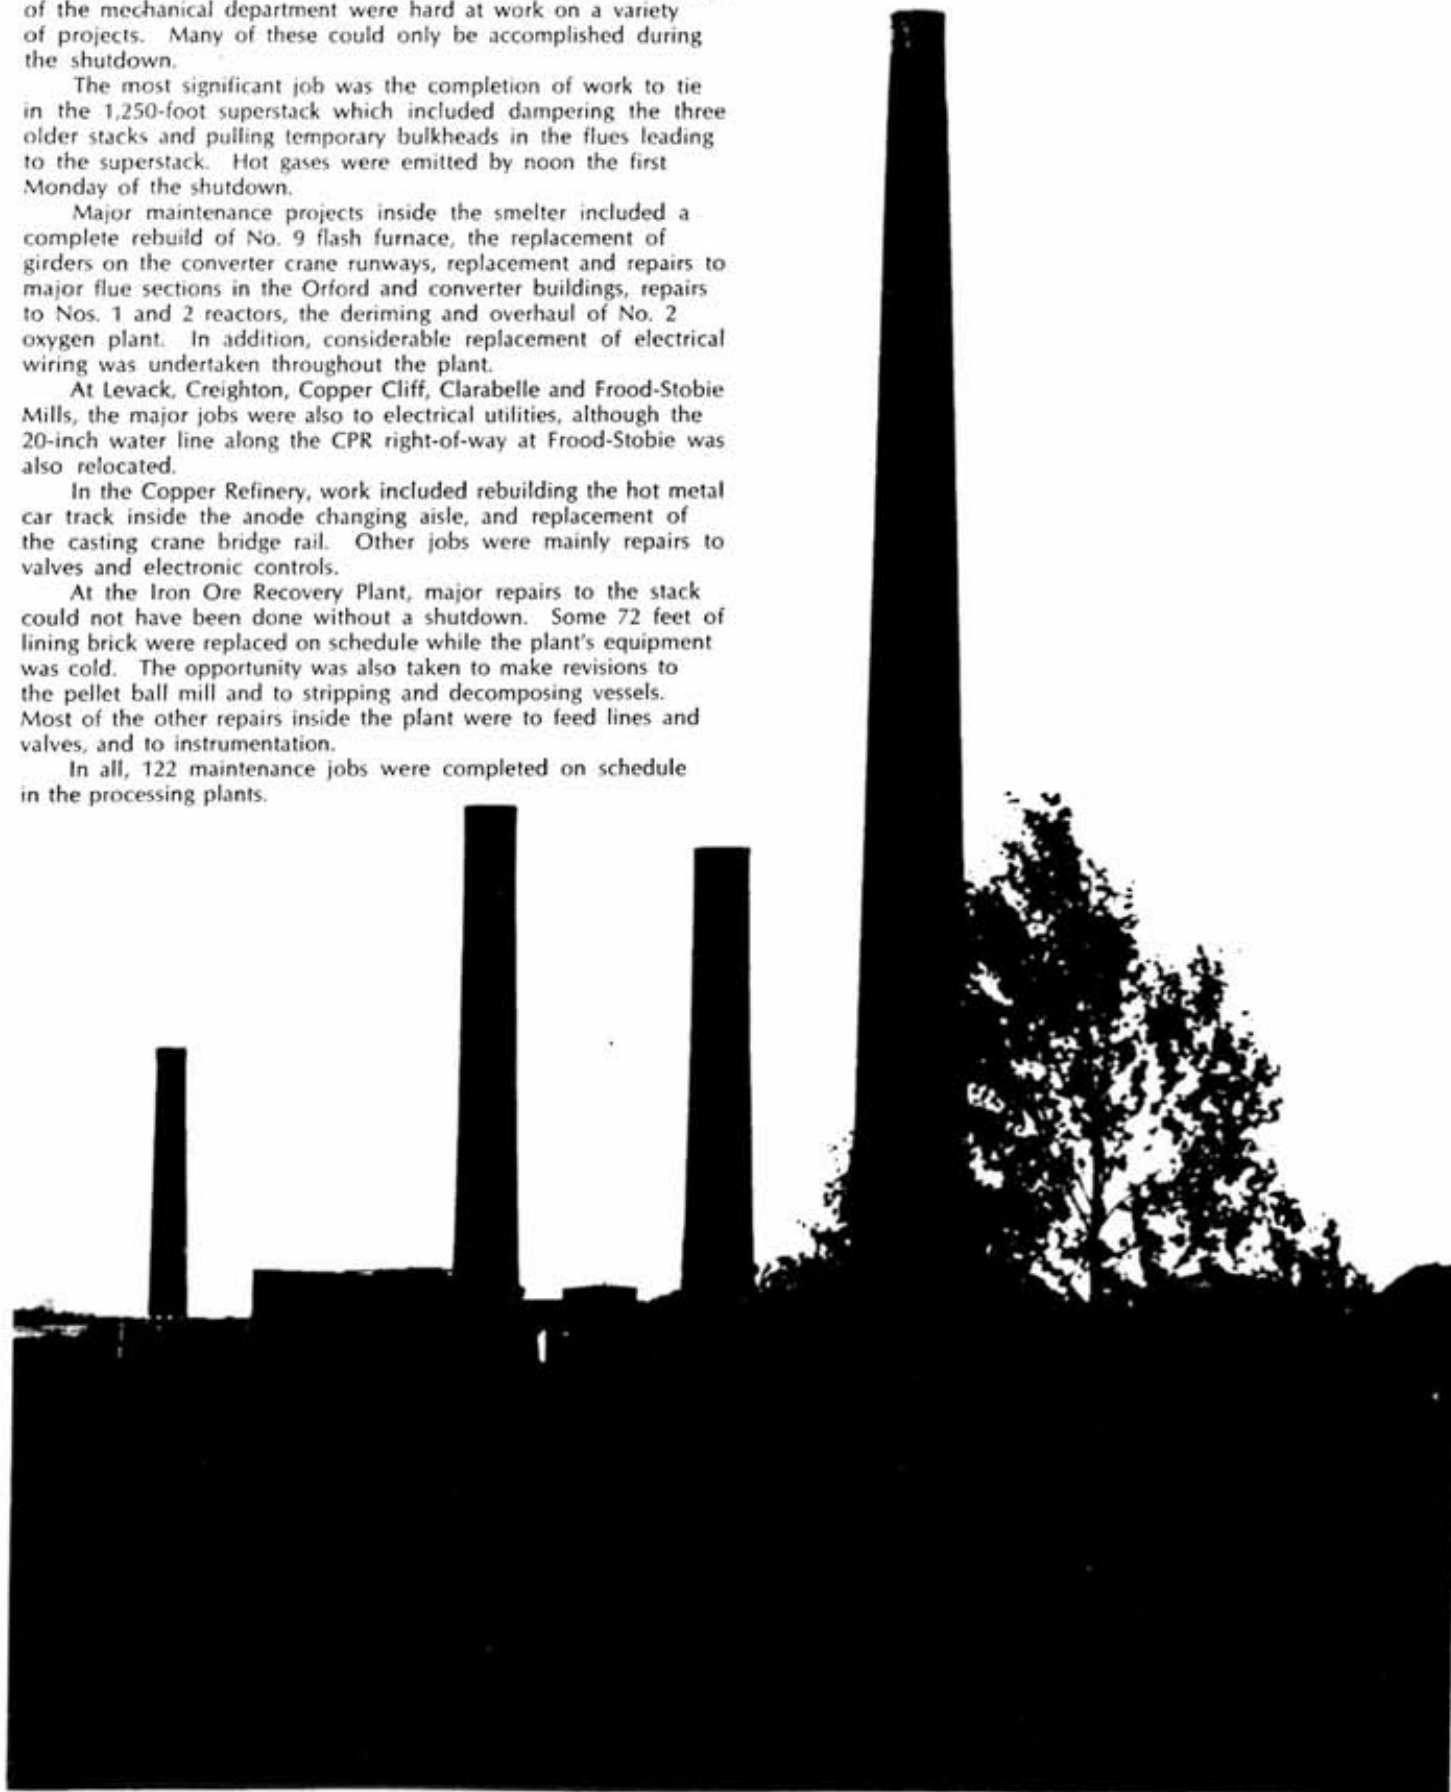 of the mechanical department were hard at work on a variety
of projects. Many of these could only be accomplished during
the shutdown.
The most significant job was the completion of work to tie
in the 1,250-foot superstack which included dampering the three
older stacks and pulling temporary bulkheads in the flues leading
to the superstack. Hot gases were emitted by noon the first
Monday of the shutdown.
Major maintenance projects inside the smelter included a
complete rebuild of No. 9 flash furnace, the replacement of
girders on the converter crane runways, replacement and repairs to
major flue sections in the Orford and converter buildings, repairs
to Nos. 1 and 2 reactors, the deriming and overhaul of No. 2
oxygen plant. In addition, considerable replacement of electrical
wiring was undertaken throughout the plant.
At Levack, Creighton, Copper Cliff, Clarabelle and Frood-Stobie
Mills, the major jobs were also to electrical utilities, although the
20-inch water line along the CPR right-of-way at Frood-Stobie was
also relocated.
In the Copper Refinery, work included rebuilding the hot metal
car track inside the anode changing aisle, and replacement of
the casting crane bridge rail. Other jobs were mainly repairs to
valves and electronic controls.
At the Iron Ore Recovery Plant, major repairs to the stack
could not have been done without a shutdown. Some 72 feet of
lining brick were replaced on schedule while the plant's equipment
was cold. The opportunity was also taken to make revisions to
the pellet ball mill and to stripping and decomposing vessels.
Most of the other repairs inside the plant were to feed lines and
valves, and to instrumentation.
In all, 122 maintenance jobs were completed on schedule
in the processing plants.